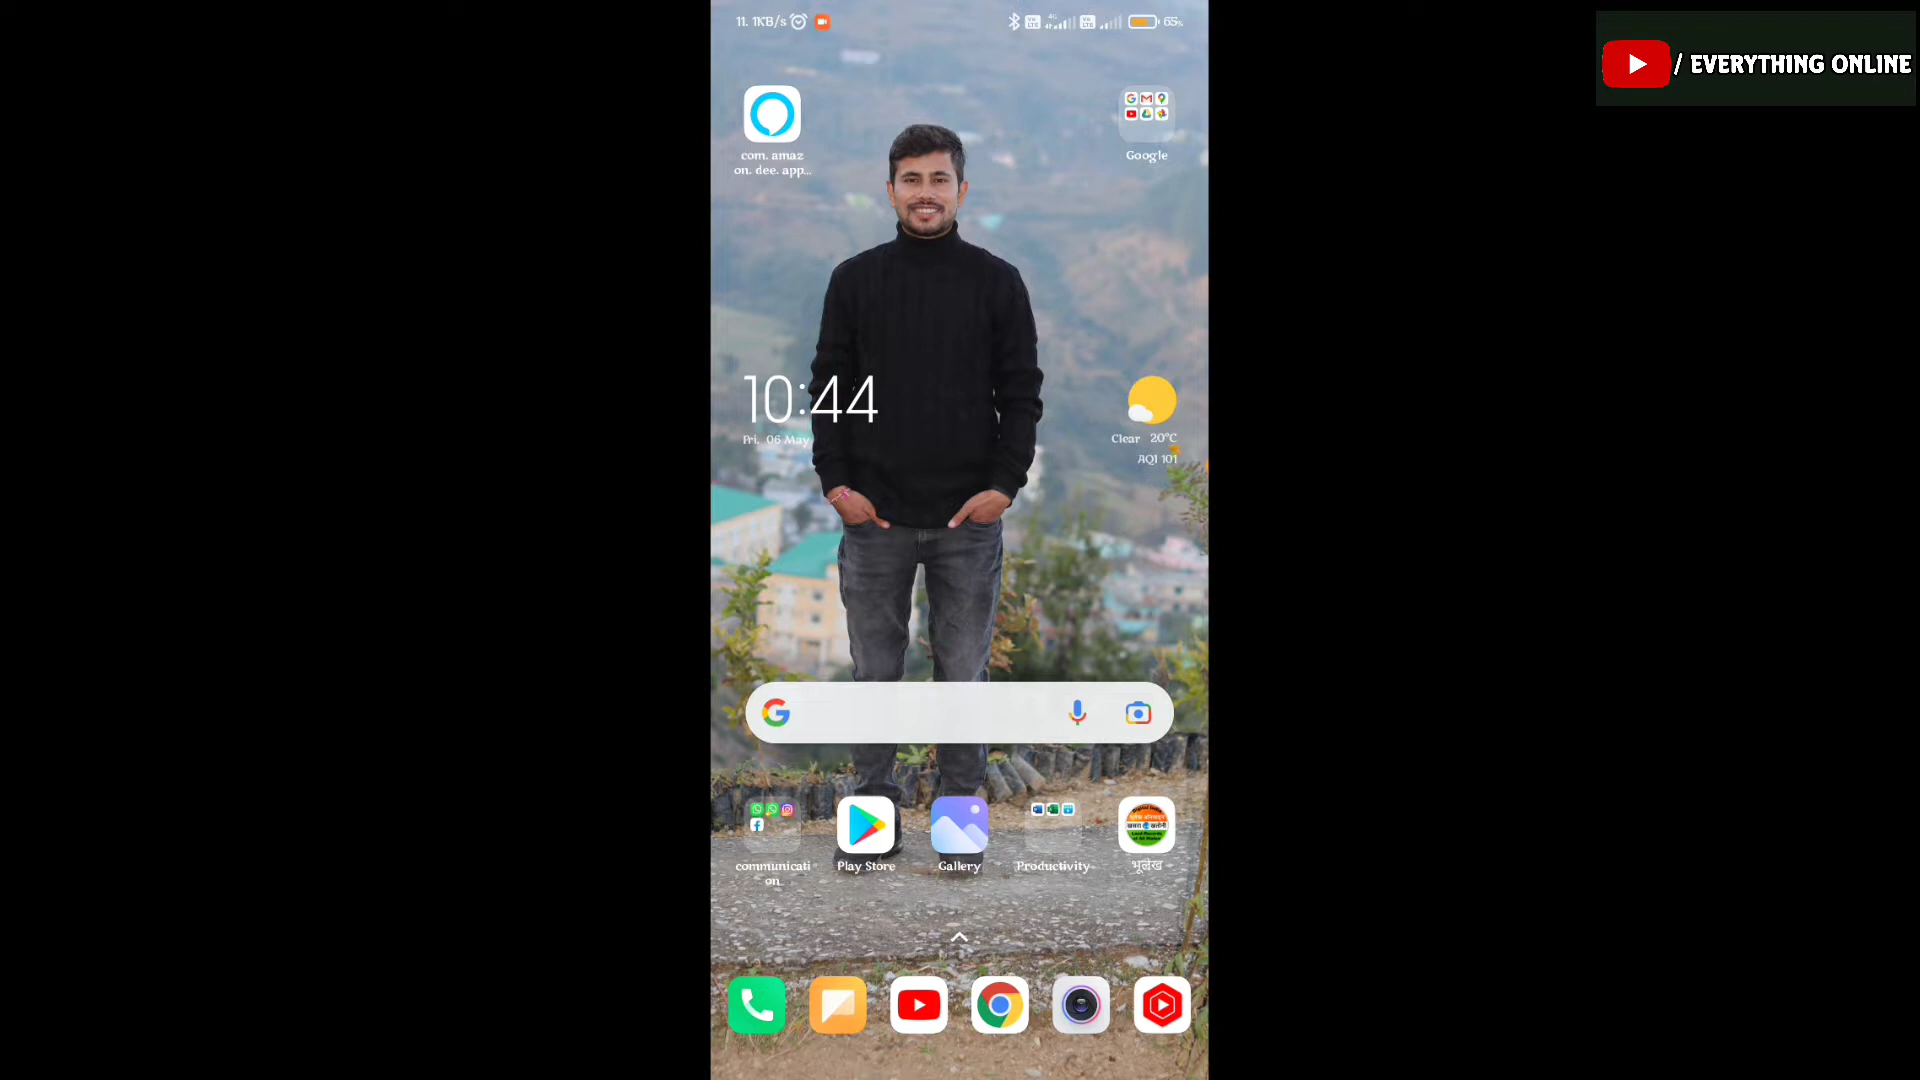 11. 1KB/s
65%
/ EVERYTHING ONLINE
com. amaz
on. dee. app...
Google
10:44
Fri. 06 May
Clear 20°C
AQI 101
communicati
on
Play Store
Gallery
Productivity
भूलेख